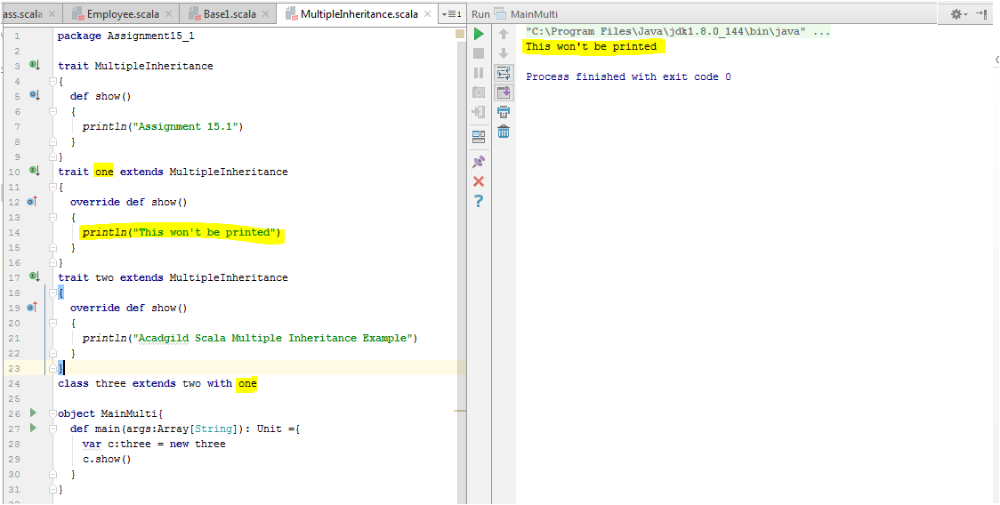 ass.scala Employee.scala Base1.scala MultipleInheritance.scala 1 Run MainMulti
1 package Assignment15_1
2
3 trait MultipleInheritance
4 {
5 def show()
6 {
7 println("Assignment 15.1")
8 }
9 }
10 trait one extends MultipleInheritance
11 {
12 override def show()
13 {
14 println("This won't be printed")
15 }
16 }
17 trait two extends MultipleInheritance
18 {
19 override def show()
20 {
21 println("Acadgild Scala Multiple Inheritance Example")
22 }
23 }
24 class three extends two with one
25
26 object MainMulti{
27 def main(args:Array[String]): Unit ={
28 var c:three = new three
29 c.show()
30 }
31 }
"C:\Program Files\Java\jdk1.8.0_144\bin\java" ...
This won't be printed
Process finished with exit code 0